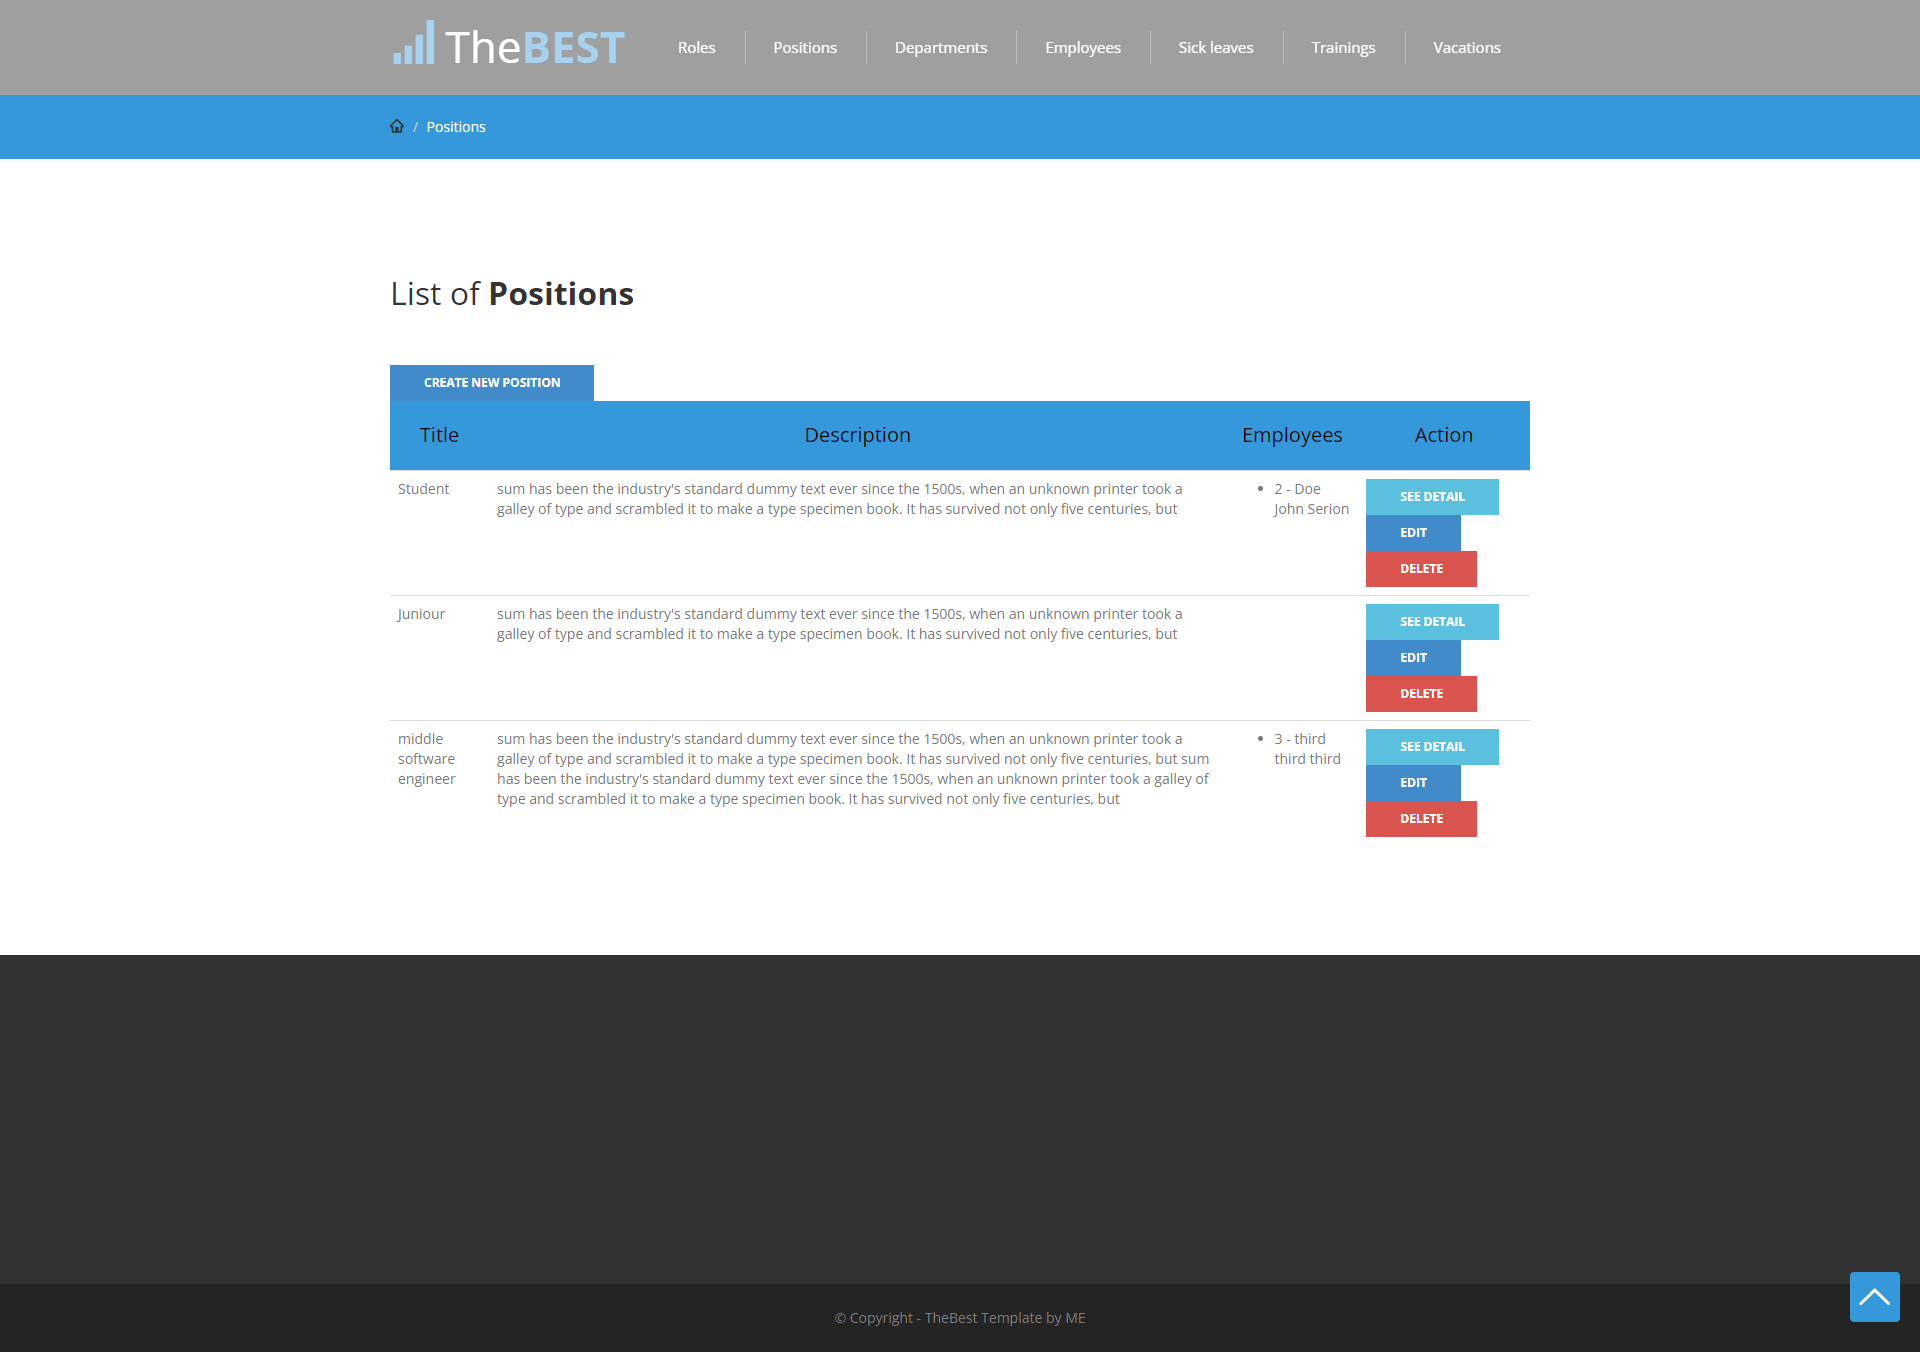 TheBEST
Roles
Positions
Departments
Employees
Sick leaves
Trainings
Vacations
/ Positions
List of Positions
CREATE NEW POSITION
Title
Description
Employees
Action
Student
sum has been the industry's standard dummy text ever since the 1500s, when an unknown printer took a
galley of type and scrambled it to make a type specimen book. It has survived not only five centuries, but
2 - Doe
John Serion
SEE DETAIL
EDIT
DELETE
Juniour
sum has been the industry's standard dummy text ever since the 1500s, when an unknown printer took a
galley of type and scrambled it to make a type specimen book. It has survived not only five centuries, but
SEE DETAIL
EDIT
DELETE
middle
software
engineer
sum has been the industry's standard dummy text ever since the 1500s, when an unknown printer took a
galley of type and scrambled it to make a type specimen book. It has survived not only five centuries, but sum
has been the industry's standard dummy text ever since the 1500s, when an unknown printer took a galley of
type and scrambled it to make a type specimen book. It has survived not only five centuries, but
3 - third
third third
SEE DETAIL
EDIT
DELETE
© Copyright - TheBest Template by ME